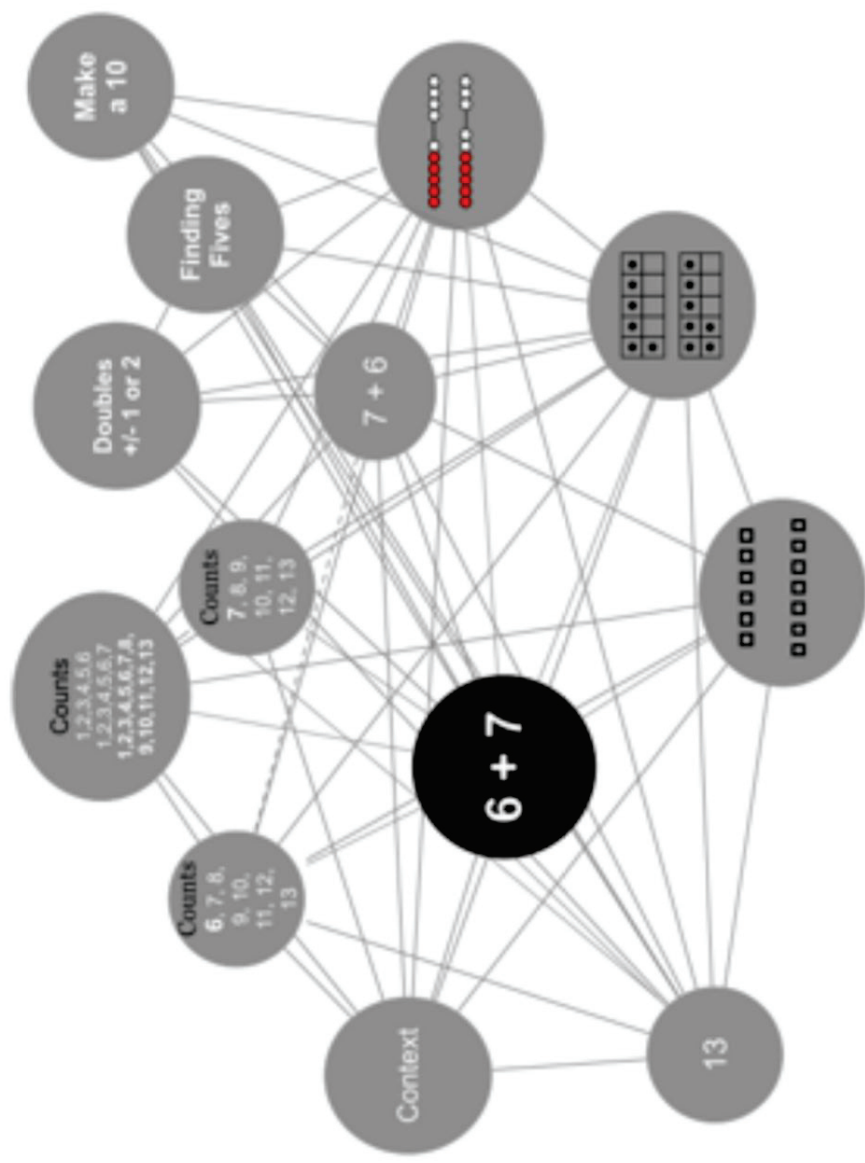 Context
Counts
6, 7, 8,
9, 10,
11, 12,
13
Counts
1,2,3,4,5,6
1,2,3,4,5,6,7
1,2,3,4,5,6,7,8,
9,10,11,12,13
Counts
7, 8, 9,
10, 11,
12, 13
Doubles
+/- 1 or 2
Finding
Fives
Make
a 10
7 + 6
6 + 7
13